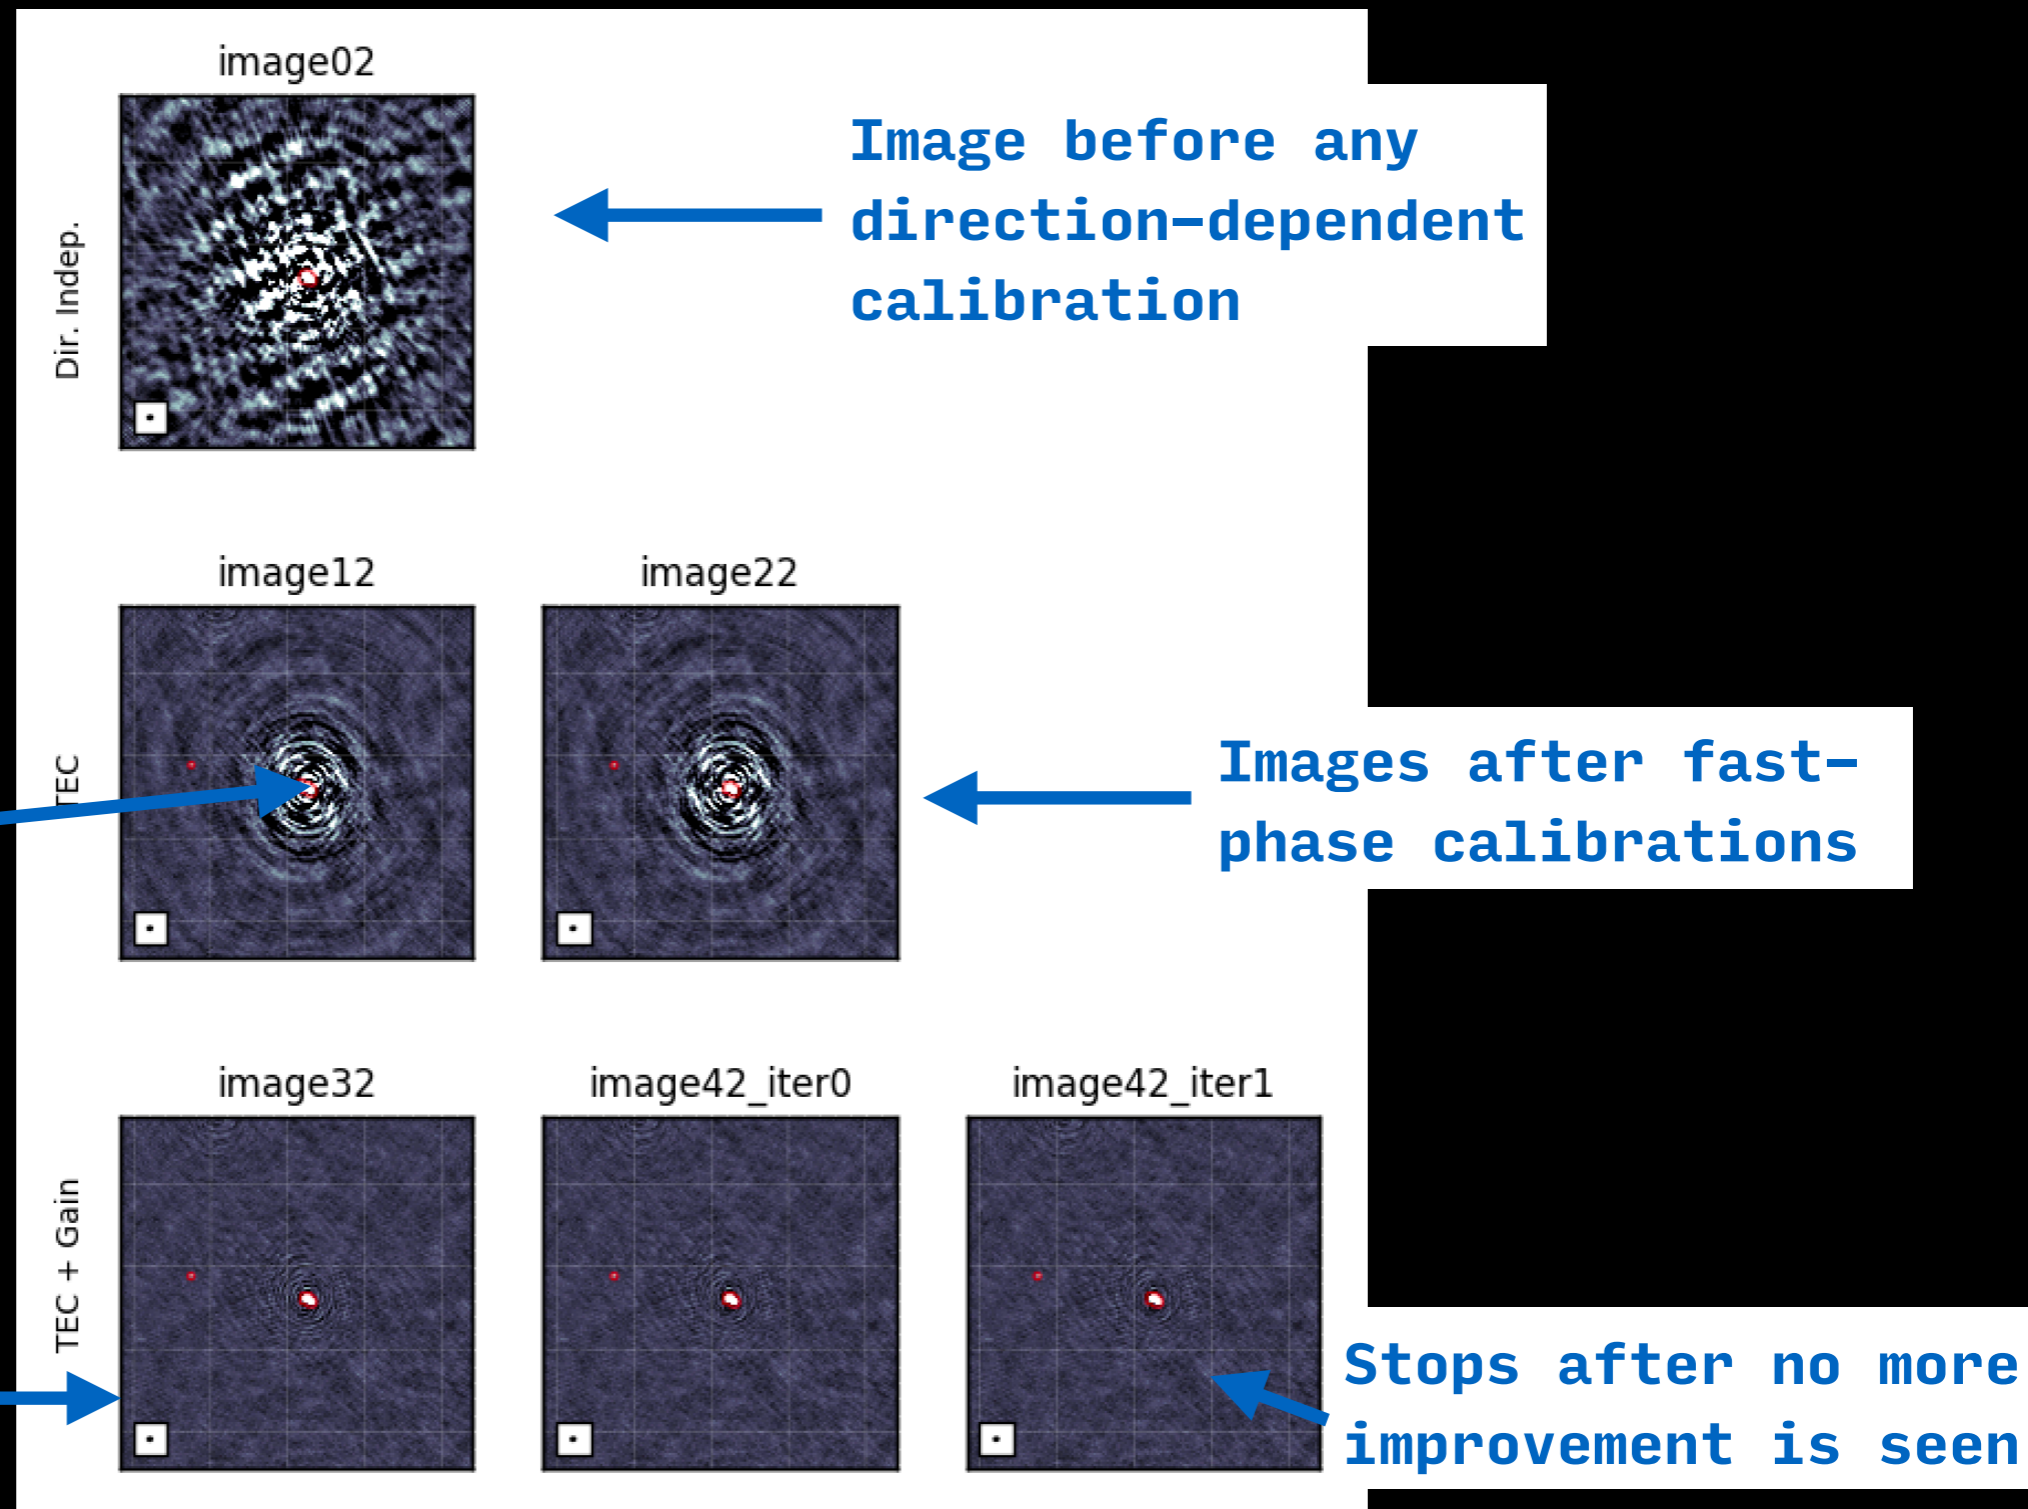 image02
Dir. Indep.
Image before any
direction-dependent
calibration
image12
image22
TEC
Images after fast-
phase calibrations
image32
image42_iter0
image42_iter1
TEC + Gain
Stops after no more
improvement is seen